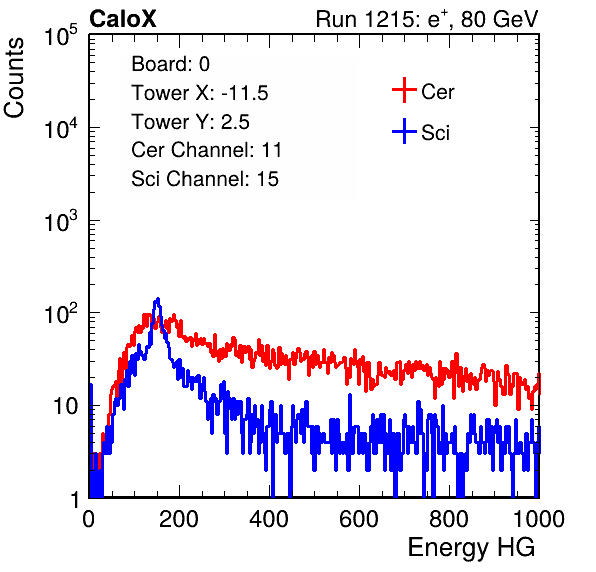 CaloX Run 1215: e⁺, 80 GeV
Counts
10⁵
10⁴
10³
10²
10
1
Board: 0
Tower X: -11.5
Tower Y: 2.5
Cer Channel: 11
Sci Channel: 15
Cer
Sci
0 200 400 600 800 1000
Energy HG